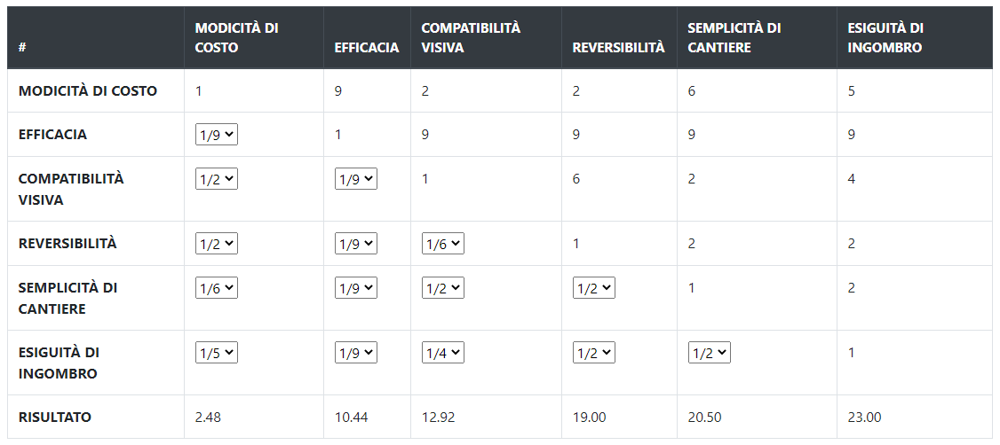 # MODICITÀ DI COSTO EFFICACIA COMPATIBILITÀ VISIVA REVERSIBILITÀ SEMPLICITÀ DI CANTIERE ESIGUITÀ DI INGOMBRO
MODICITÀ DI COSTO 1 9 2 2 6 5
EFFICACIA 1/9 1 9 9 9 9
COMPATIBILITÀ VISIVA 1/2 1/9 1 6 2 4
REVERSIBILITÀ 1/2 1/9 1/6 1 2 2
SEMPLICITÀ DI CANTIERE 1/6 1/9 1/2 1/2 1 2
ESIGUITÀ DI INGOMBRO 1/5 1/9 1/4 1/2 1/2 1
RISULTATO 2.48 10.44 12.92 19.00 20.50 23.00